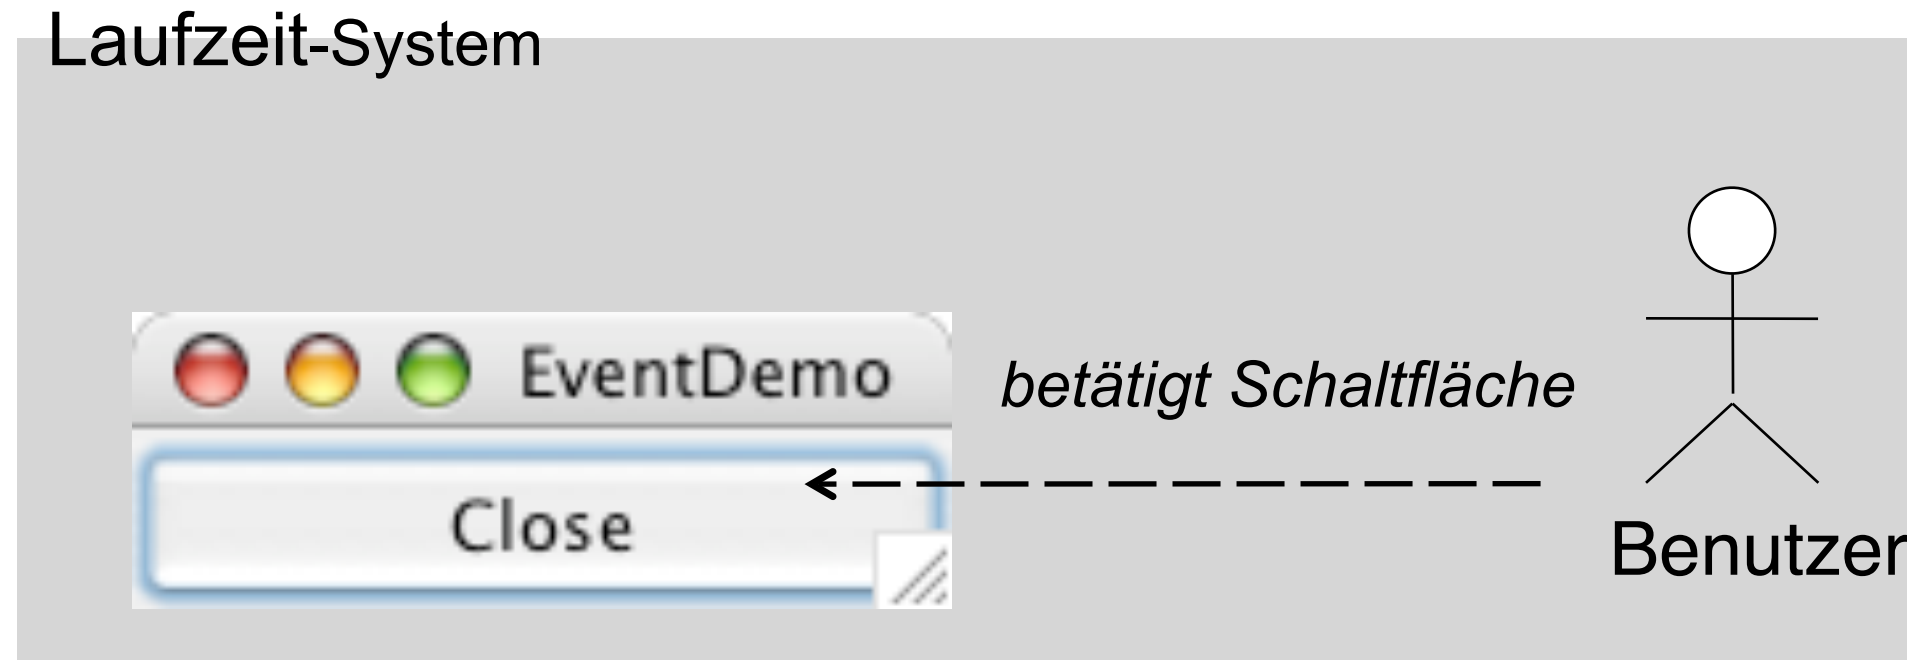 Laufzeit-System
EventDemo
betätigt Schaltfläche
Close
Benutzer